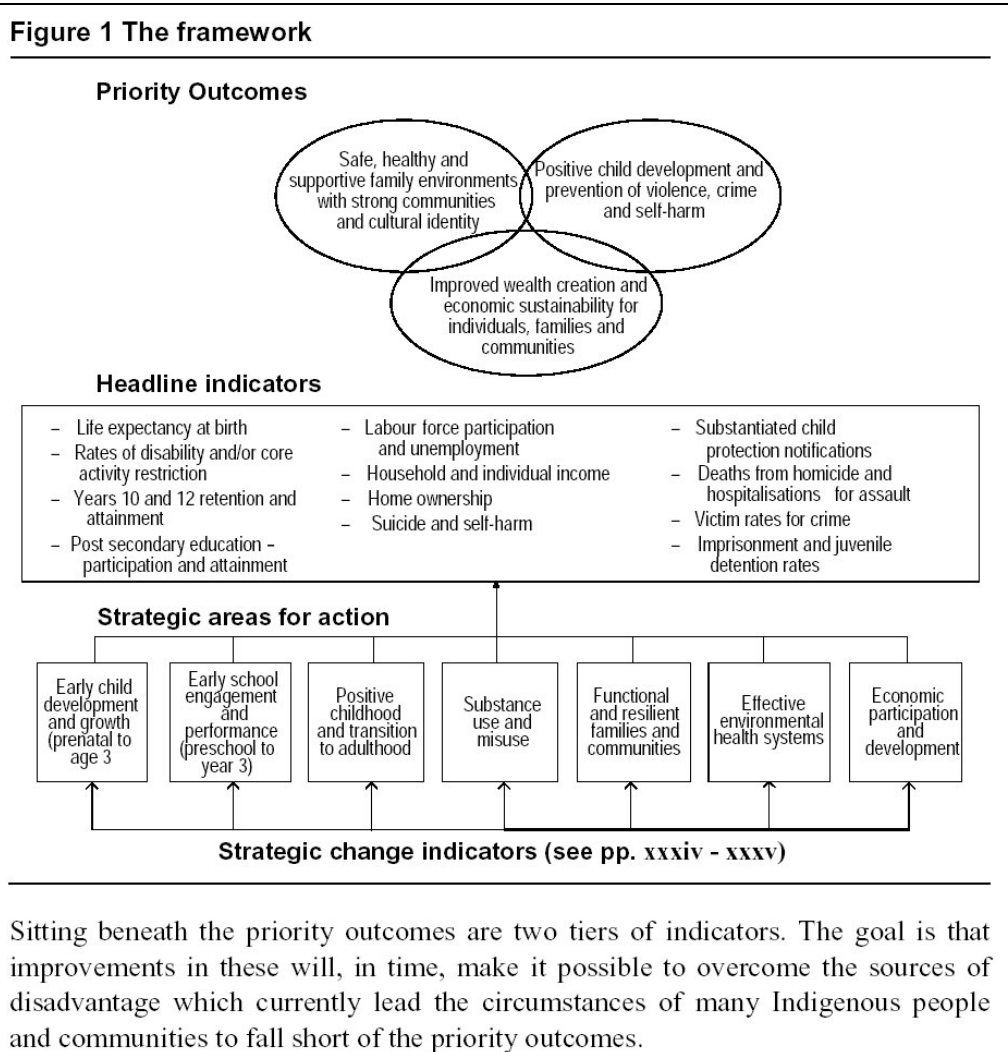 Figure 1 The framework
Priority Outcomes
Safe, healthy and
supportive family environments
with strong communities
and cultural identity
Positive child development and
prevention of violence, crime
and self-harm
Improved wealth creation and
economic sustainability for
individuals, families and
communities
Headline indicators
– Life expectancy at birth
– Rates of disability and/or core
activity restriction
– Years 10 and 12 retention and
attainment
– Post secondary education –
participation and attainment
– Labour force participation
and unemployment
– Household and individual income
– Home ownership
– Suicide and self-harm
– Substantiated child
protection notifications
– Deaths from homicide and
hospitalisations for assault
– Victim rates for crime
– Imprisonment and juvenile
detention rates
Strategic areas for action
Early child
development
and growth
(prenatal to
age 3
Early school
engagement
and
performance
(preschool to
year 3)
Positive
childhood
and transition
to adulthood
Substance
use and
misuse
Functional
and resilient
families and
communities
Effective
environmental
health systems
Economic
participation
and
development
Strategic change indicators (see pp. xxxiv - xxxv)
Sitting beneath the priority outcomes are two tiers of indicators. The goal is that
improvements in these will, in time, make it possible to overcome the sources of
disadvantage which currently lead the circumstances of many Indigenous people
and communities to fall short of the priority outcomes.